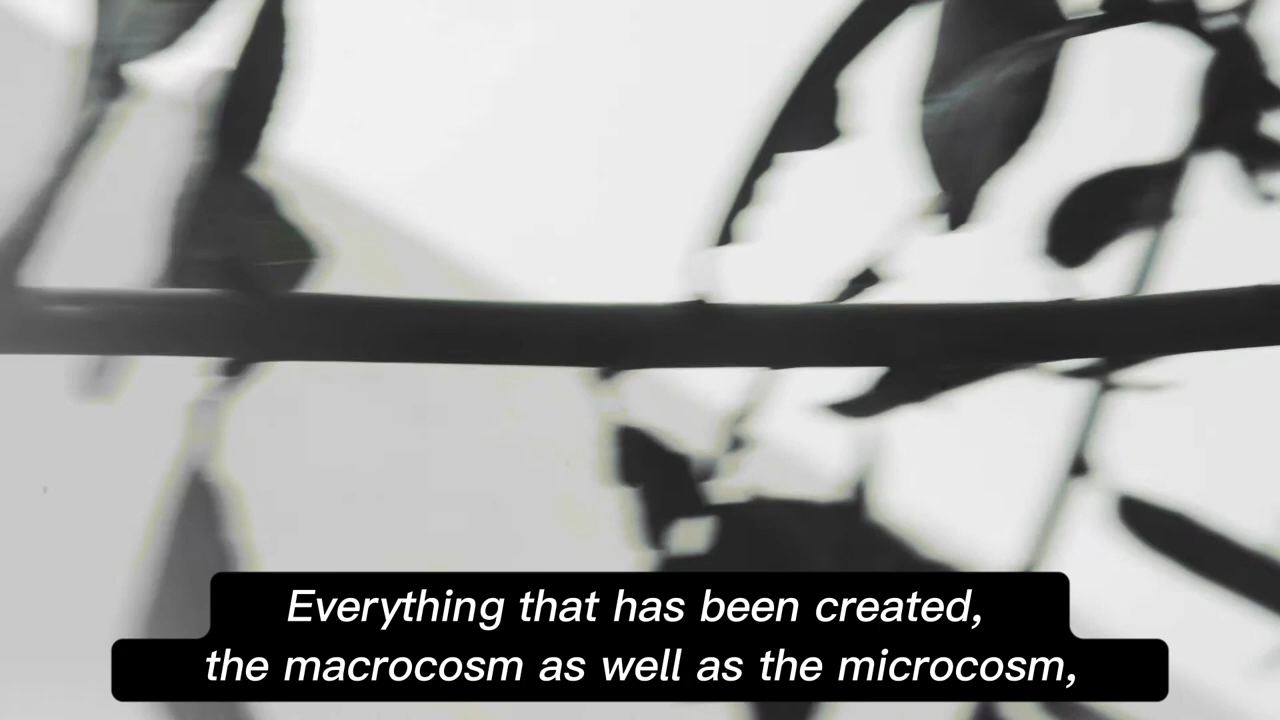 Everything that has been created,
the macrocosm as well as the microcosm,